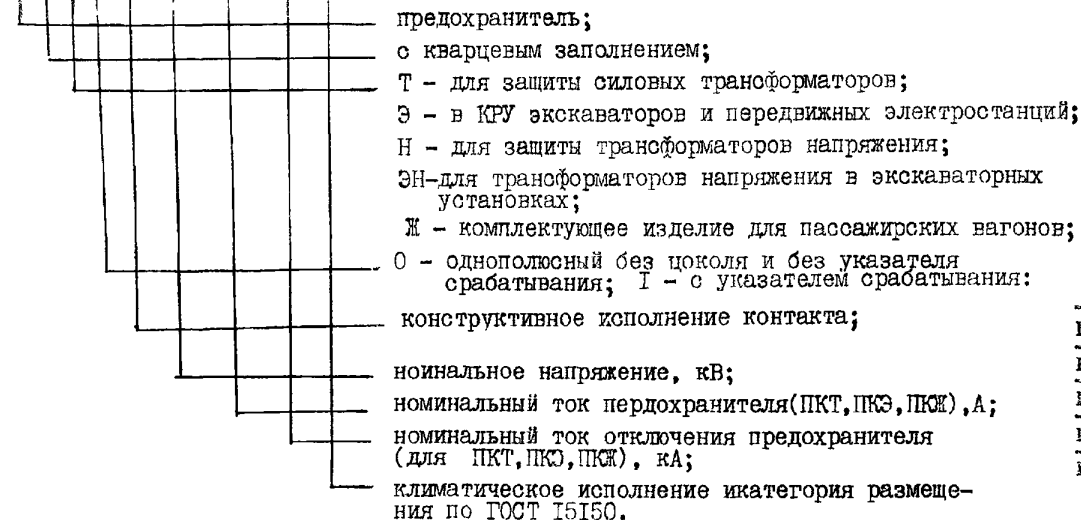 предохранитель;
с кварцевым заполнением;
Т - для защиты силовых трансформаторов;
Э - в КРУ экскаваторов и передвижных электростанций;
Н - для защиты трансформаторов напряжения;
ЭН-для трансформаторов напряжения в экскаваторных
установках;
Ж - комплектующее изделие для пассажирских вагонов;
О - однополюсный без цоколя и без указателя
срабатывания; I - с указателем срабатывания:
конструктивное исполнение контакта;
ноинальное напряжение, кВ;
номинальный ток пердохранителя(ПКТ,ПКЭ,ПКЖ),А;
номинальный ток отключения предохранителя
(для ПКТ,ПКЭ,ПКЖ), кА;
климатическое исполнение икатегория размеще-
ния по ГОСТ I5I50.